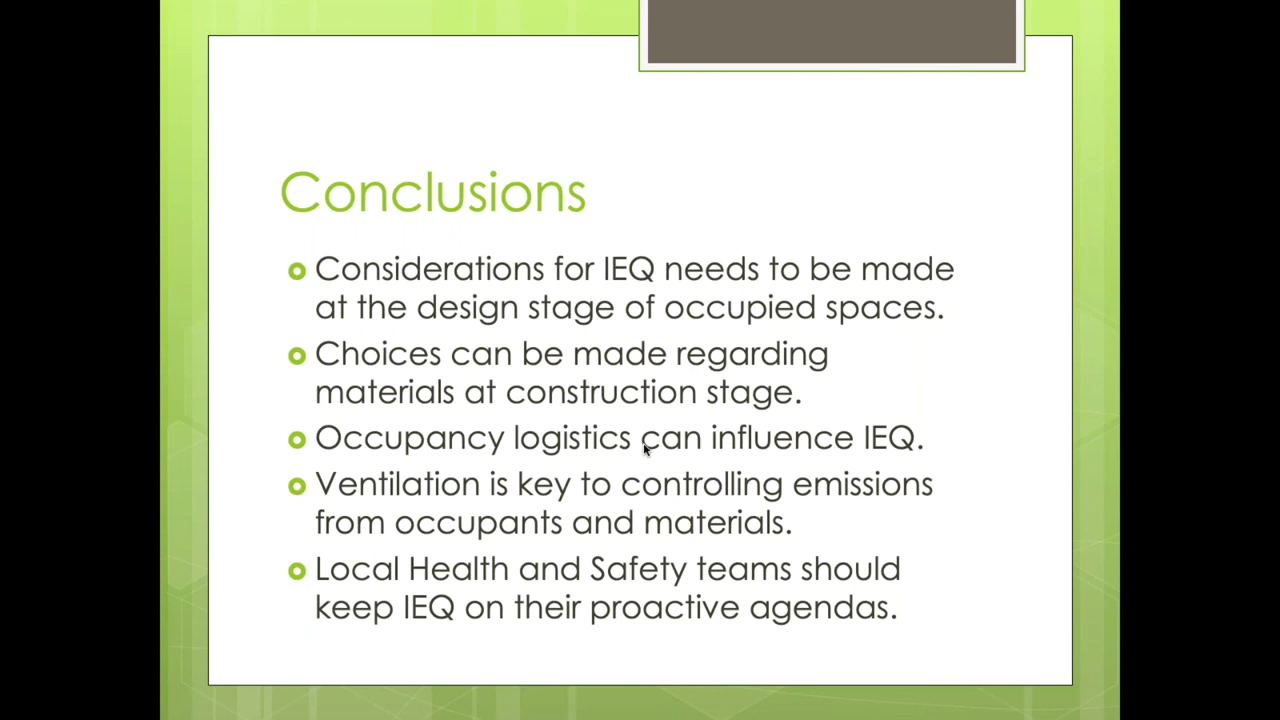 Conclusions
Considerations for IEQ needs to be made
at the design stage of occupied spaces.
Choices can be made regarding
materials at construction stage.
Occupancy logistics can influence IEQ.
Ventilation is key to controlling emissions
from occupants and materials.
Local Health and Safety teams should
keep IEQ on their proactive agendas.